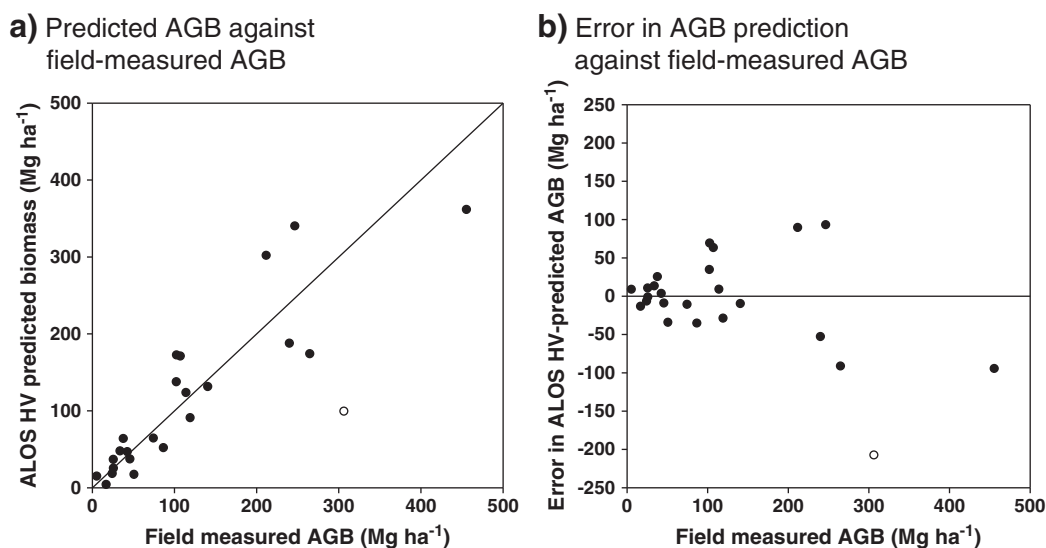 a) Predicted AGB against
field-measured AGB
ALOS HV predicted biomass (Mg ha⁻¹)
500
400
300
200
100
0
0 100 200 300 400 500
Field measured AGB (Mg ha⁻¹)
b) Error in AGB prediction
against field-measured AGB
Error in ALOS HV-predicted AGB (Mg ha⁻¹)
250
200
150
100
50
0
-50
-100
-150
-200
-250
0 100 200 300 400 500
Field measured AGB (Mg ha⁻¹)